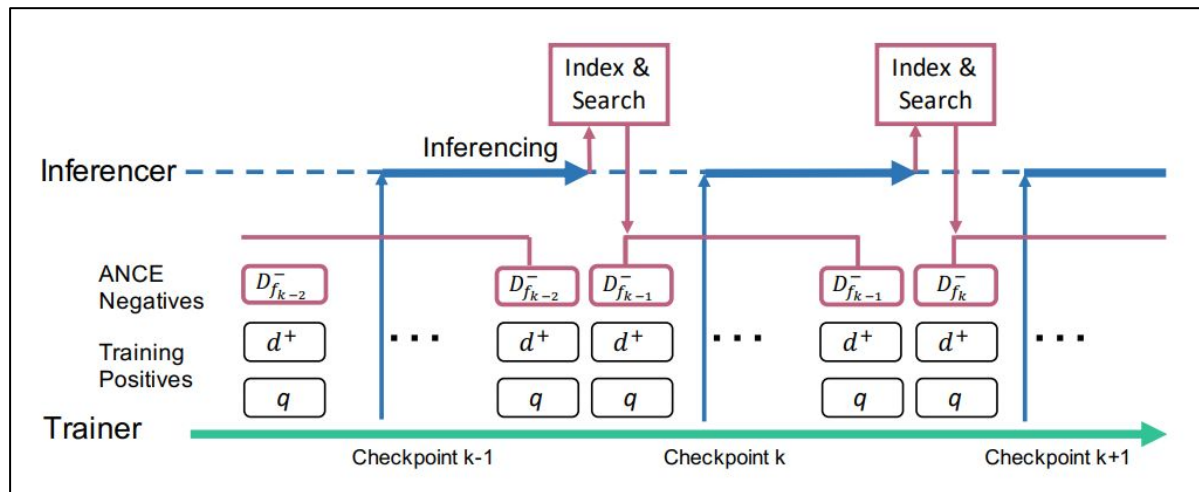 Index &
Search
Index &
Search
Inferencing
Inferencer
ANCE
Negatives
D⁻_{f_{k−2}} D⁻_{f_{k−2}} D⁻_{f_{k−1}} D⁻_{f_{k−1}} D⁻_{f_k}
Training
Positives
d⁺ ... d⁺ d⁺ ... d⁺ d⁺ ...
q q q q q
Trainer
Checkpoint k-1 Checkpoint k Checkpoint k+1